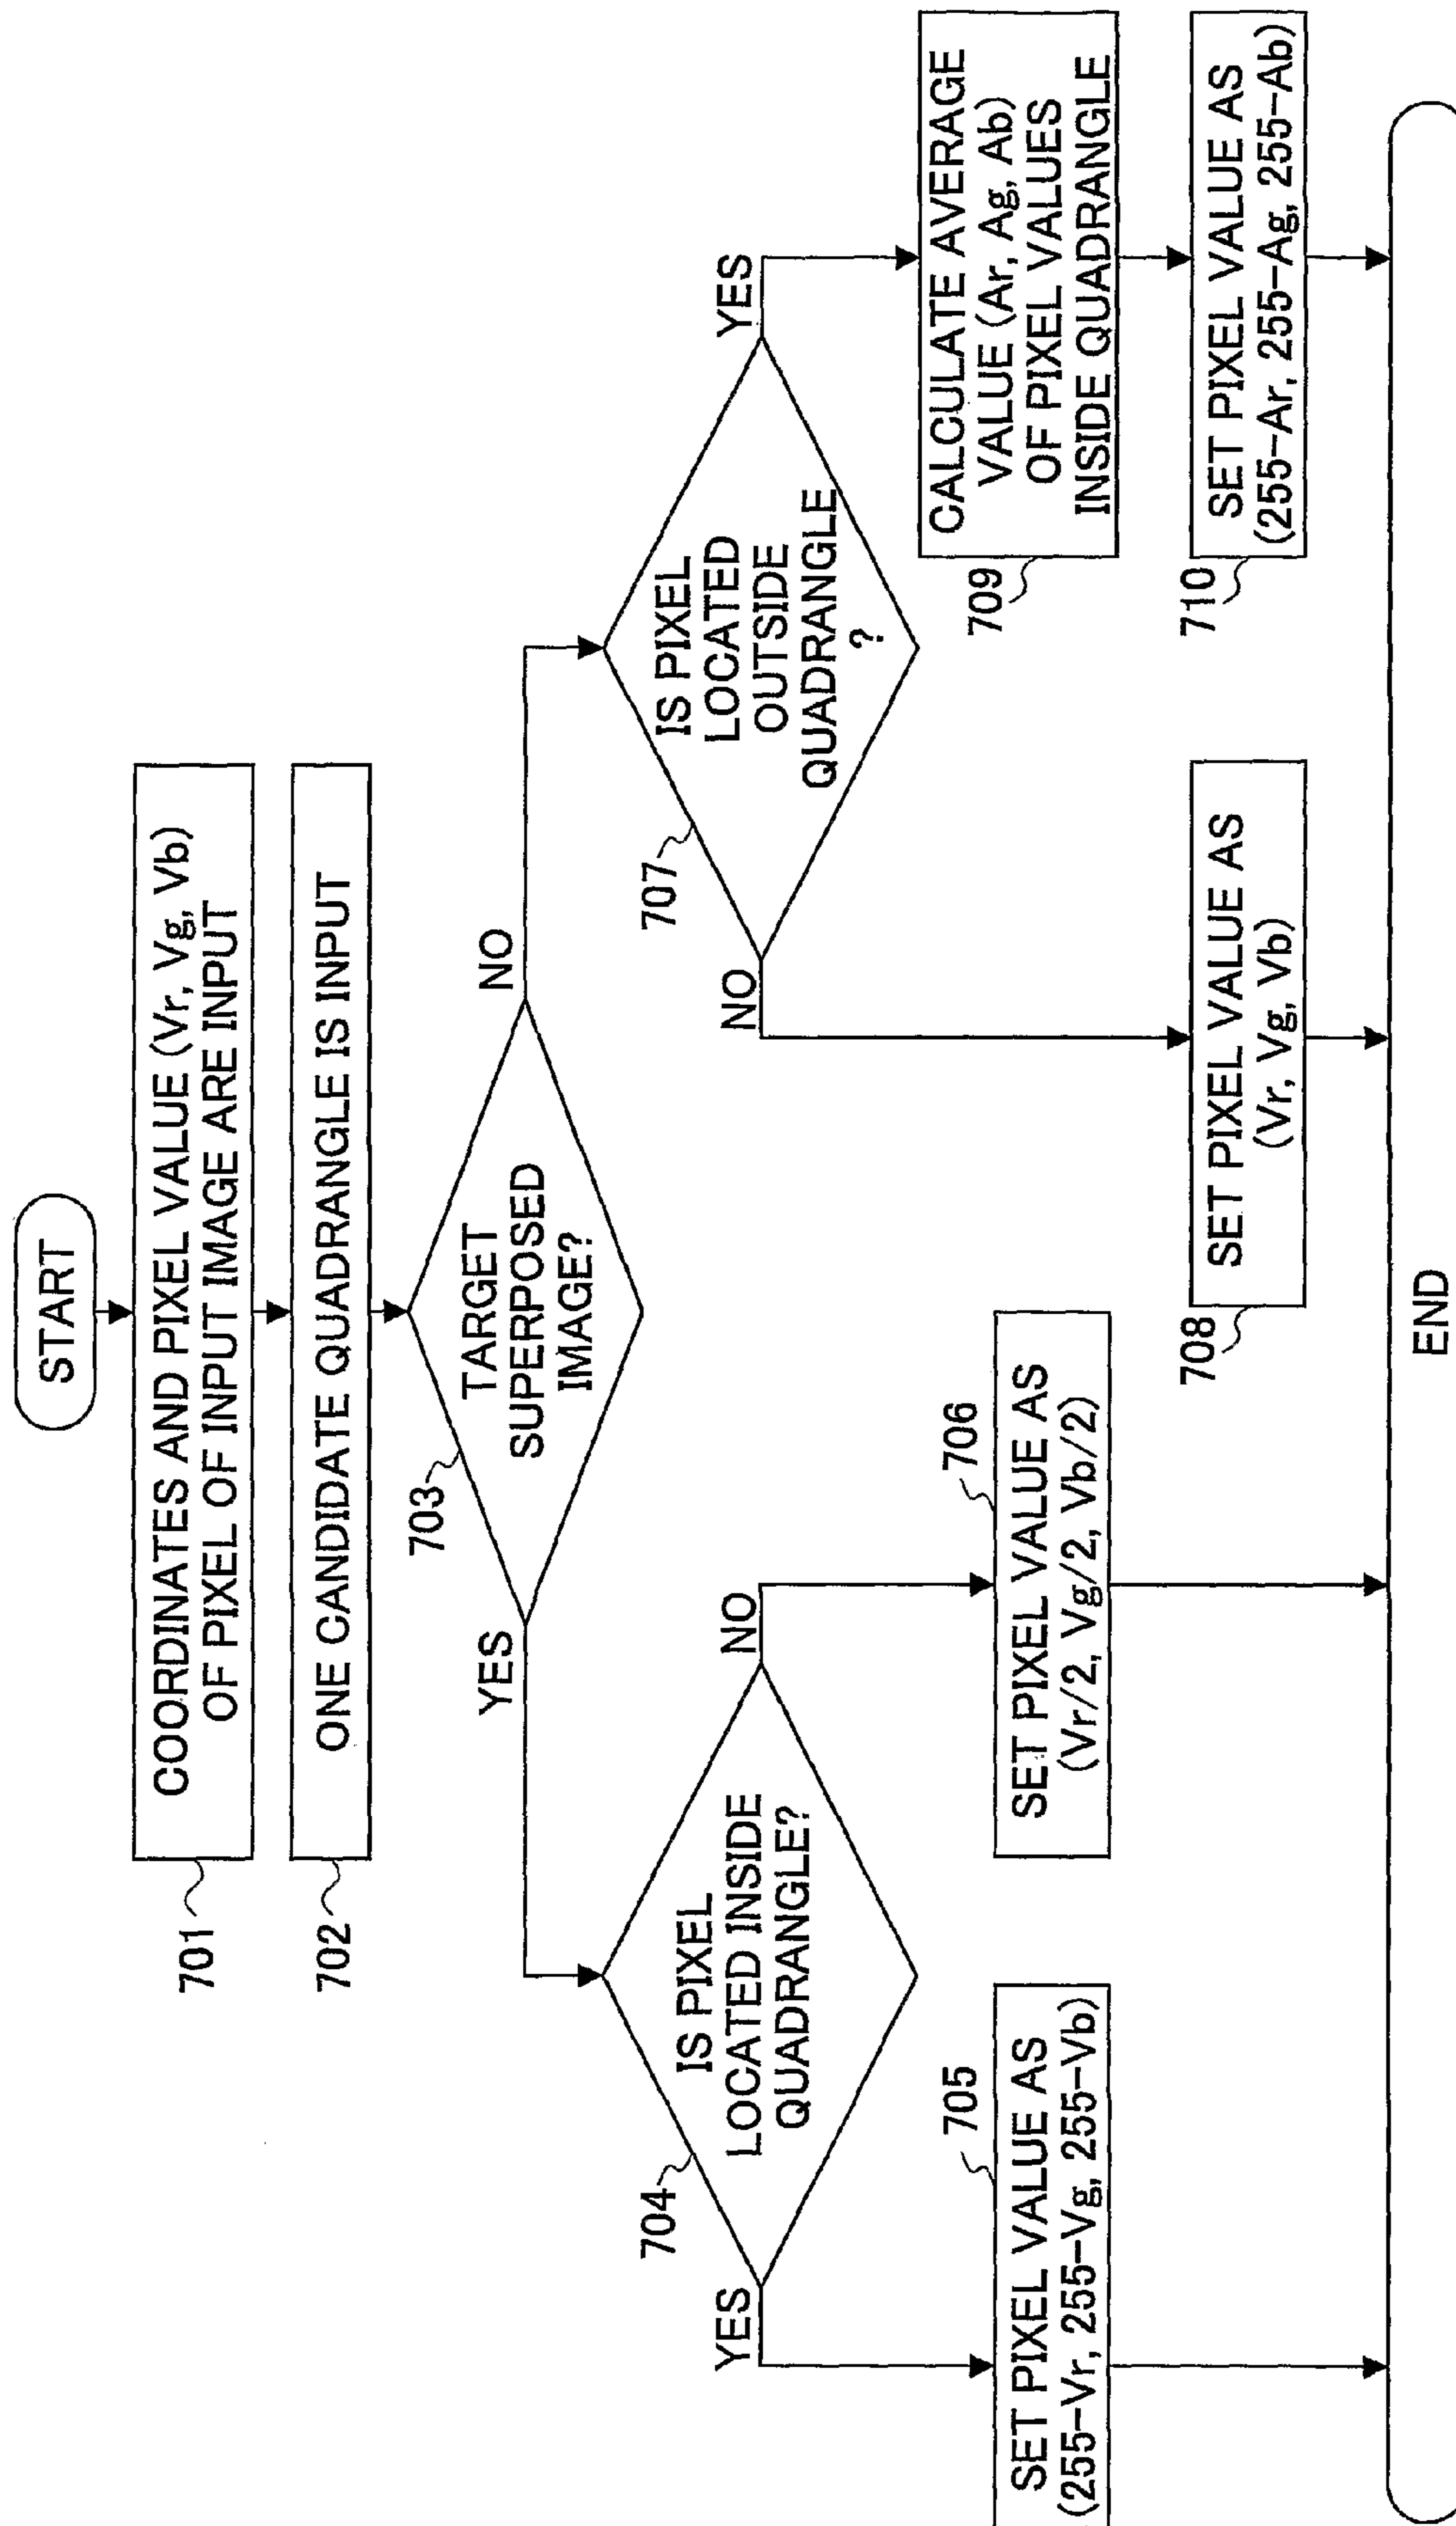 START
COORDINATES AND PIXEL VALUE (Vr, Vg, Vb)
OF PIXEL OF INPUT IMAGE ARE INPUT
701
ONE CANDIDATE QUADRANGLE IS INPUT
702
TARGET
SUPERPOSED
IMAGE?
703
YES
NO
IS PIXEL
LOCATED INSIDE
QUADRANGLE?
704
YES
NO
SET PIXEL VALUE AS
(255-Vr, 255-Vg, 255-Vb)
705
SET PIXEL VALUE AS
(Vr/2, Vg/2, Vb/2)
706
IS PIXEL
LOCATED
OUTSIDE
QUADRANGLE
?
707
NO
YES
SET PIXEL VALUE AS
(Vr, Vg, Vb)
708
CALCULATE AVERAGE
VALUE (Ar, Ag, Ab)
OF PIXEL VALUES
INSIDE QUADRANGLE
709
SET PIXEL VALUE AS
(255-Ar, 255-Ag, 255-Ab)
710
END